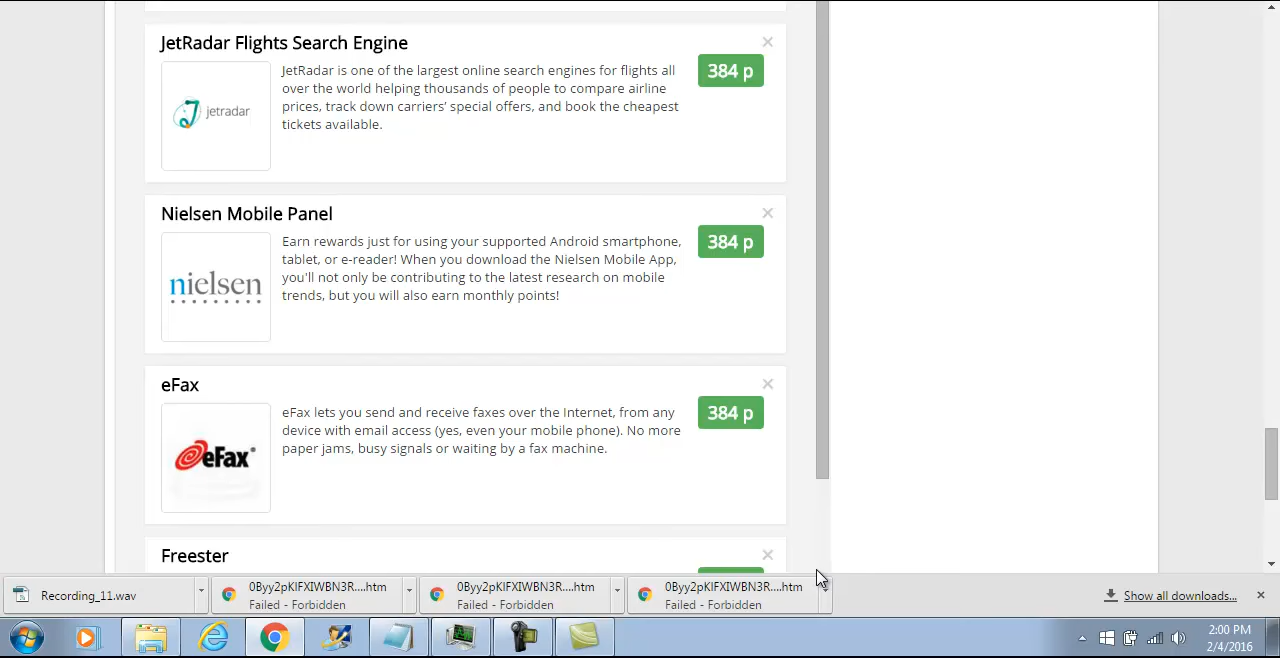 JetRadar Flights Search Engine
384 p
jetradar
JetRadar is one of the largest online search engines for flights all
over the world helping thousands of people to compare airline
prices, track down carriers' special offers, and book the cheapest
tickets available.
Nielsen Mobile Panel
384 p
nielsen
Earn rewards just for using your supported Android smartphone,
tablet, or e-reader! When you download the Nielsen Mobile App,
you'll not only be contributing to the latest research on mobile
trends, but you will also earn monthly points!
eFax
384 p
eFax®
eFax lets you send and receive faxes over the Internet, from any
device with email access (yes, even your mobile phone). No more
paper jams, busy signals or waiting by a fax machine.
Freester
Recording_11.wav
0Byy2pKlFXIWBN3R....htm
Failed - Forbidden
0Byy2pKlFXIWBN3R....htm
Failed - Forbidden
0Byy2pKlFXIWBN3R....htm
Failed - Forbidden
Show all downloads...
2:00 PM
2/4/2016